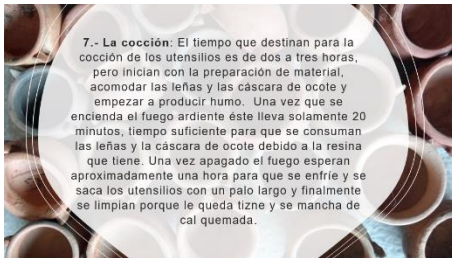 7.- La cocción: El tiempo que destinan para la
cocción de los utensilios es de dos a tres horas,
pero inician con la preparación de material,
acomodar las leñas y las cáscara de ocote y
empezar a producir humo.  Una vez que se
encienda el fuego ardiente éste lleva solamente 20
minutos, tiempo suficiente para que se consuman
las leñas y la cáscara de ocote debido a la resina
que tiene. Una vez apagado el fuego esperan
aproximadamente una hora para que se enfríe y se
saca los utensilios con un palo largo y finalmente
se limpian porque le queda tizne y se mancha de
cal quemada.